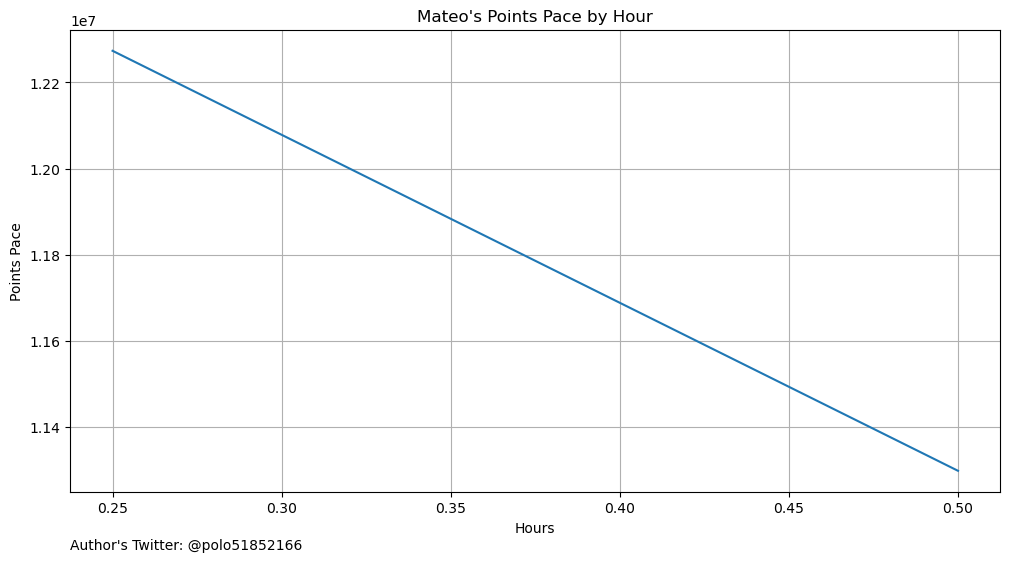 Mateo's Points Pace by Hour
1e7
1.22
1.20
1.18
1.16
1.14
Points Pace
0.25 0.30 0.35 0.40 0.45 0.50
Hours
Author's Twitter: @polo51852166